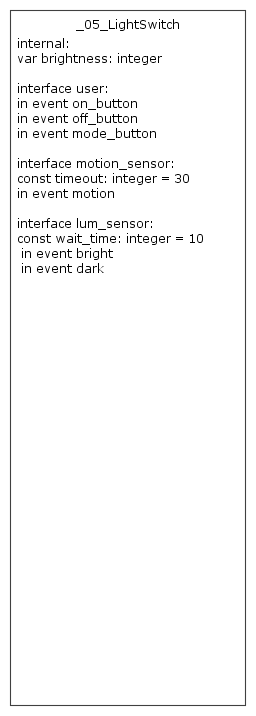 _05_LightSwitch
internal:
var brightness: integer
interface user:
in event on_button
in event off_button
in event mode_button
interface motion_sensor:
const timeout: integer = 30
in event motion
interface lum_sensor:
const wait_time: integer = 10
in event bright
in event dark